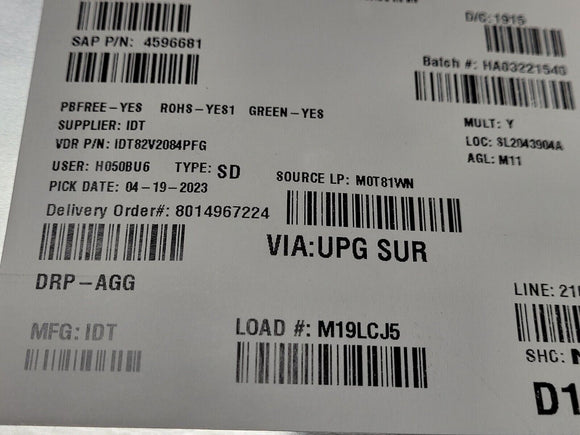 D/C: 1915
SAP P/N: 4596681
Batch #: HA03221540
PBFREE-YES ROHS-YES1 GREEN-YES
SUPPLIER: IDT
MULT: Y
VDR P/N: IDT82V2084PFG
LOC: SL2043904A
USER: H050BU6 TYPE: SD
AGL: M11
SOURCE LP: M0T81WN
PICK DATE: 04-19-2023
Delivery Order#: 8014967224
VIA:UPG SUR
DRP-AGG
LINE:
MFG: IDT
LOAD #: M19LCJ5
SHC:
D1